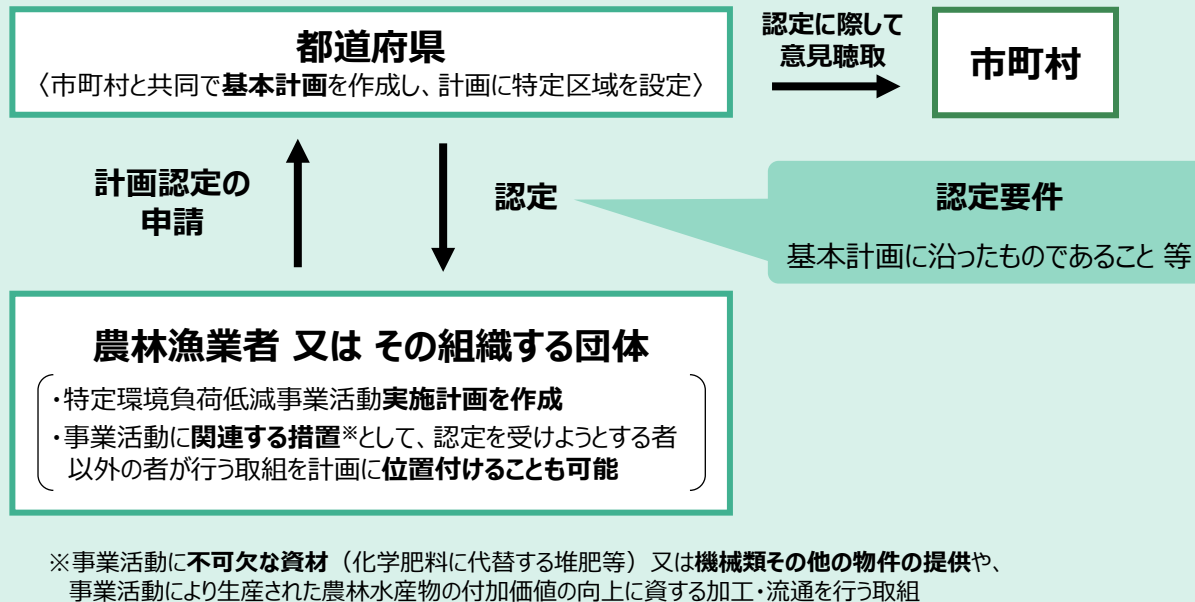 都道府県
〈市町村と共同で基本計画を作成し、計画に特定区域を設定〉
認定に際して
意見聴取
市町村
計画認定の
申請
認定
認定要件
基本計画に沿ったものであること 等
農林漁業者 又は その組織する団体
・特定環境負荷低減事業活動実施計画を作成
・事業活動に関連する措置※として、認定を受けようとする者
以外の者が行う取組を計画に位置付けることも可能
※事業活動に不可欠な資材（化学肥料に代替する堆肥等）又は機械類その他の物件の提供や、
事業活動により生産された農林水産物の付加価値の向上に資する加工・流通を行う取組